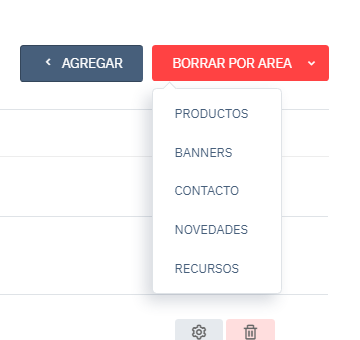 AGREGAR
BORRAR POR AREA
PRODUCTOS
BANNERS
CONTACTO
NOVEDADES
RECURSOS